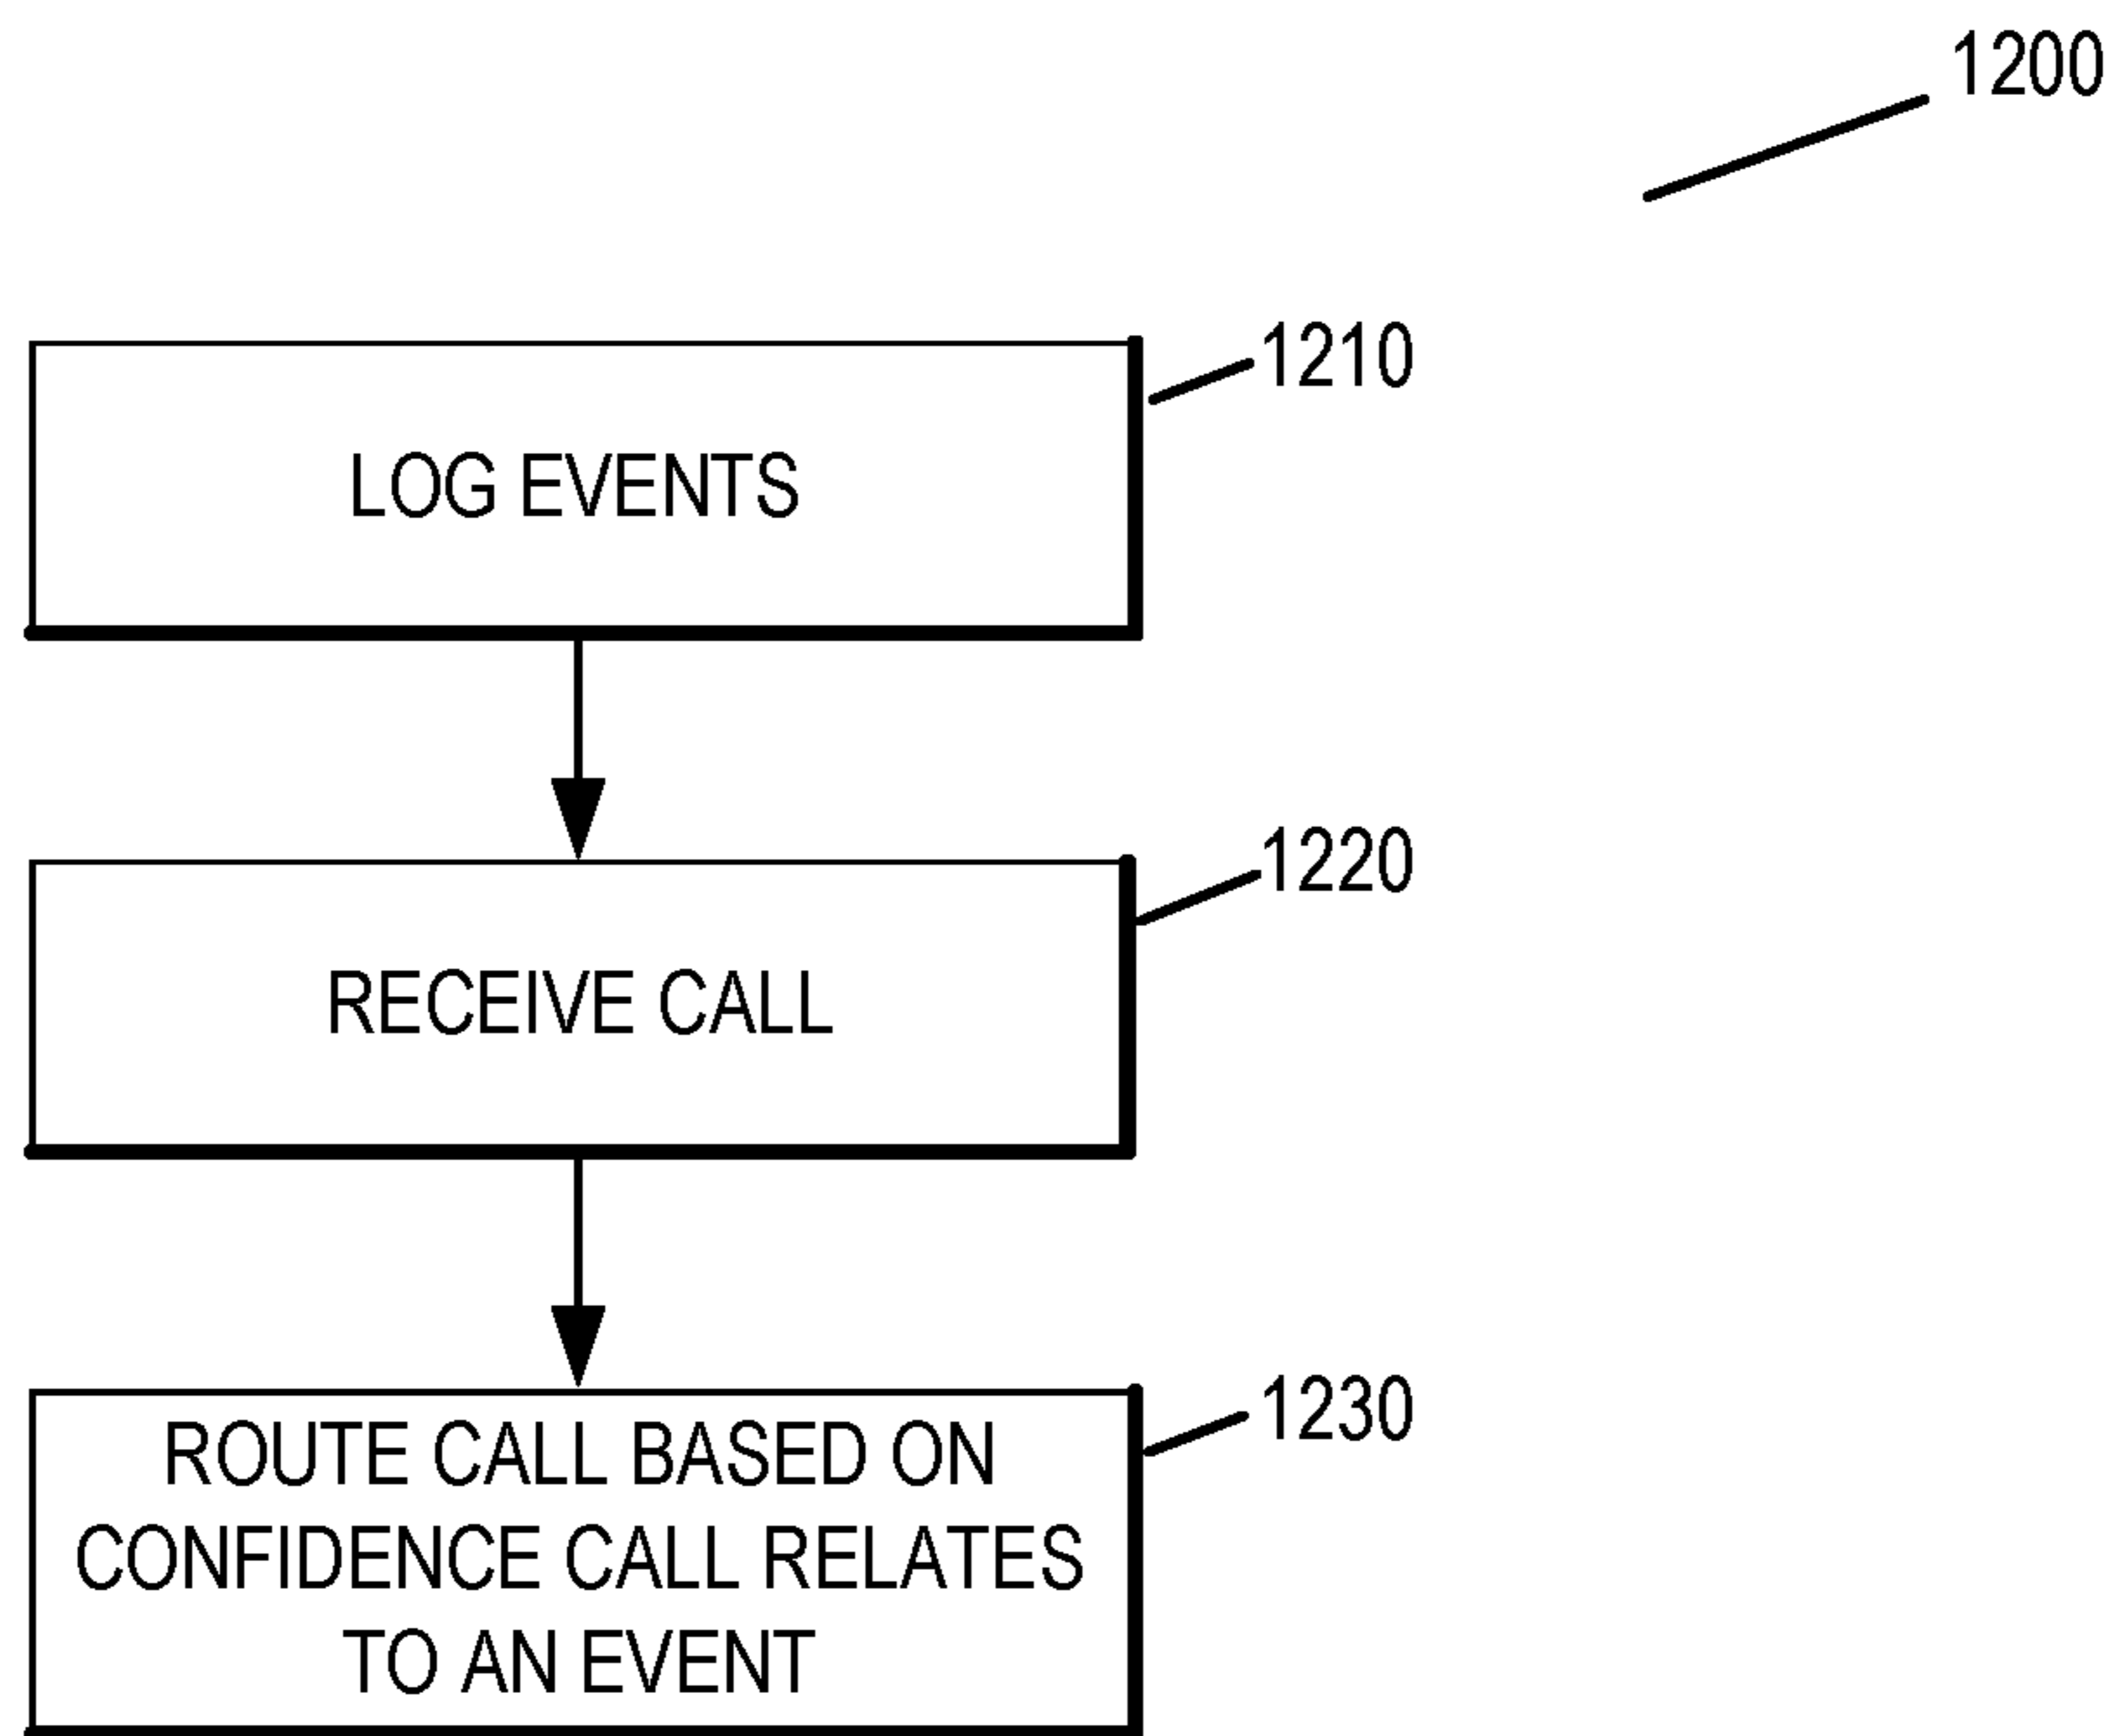 1200
1210
LOG EVENTS
1220
RECEIVE CALL
1230
ROUTE CALL BASED ON
CONFIDENCE CALL RELATES
TO AN EVENT